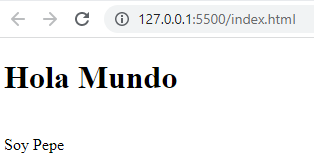 127.0.0.1:5500/index.html
Hola Mundo
Soy Pepe